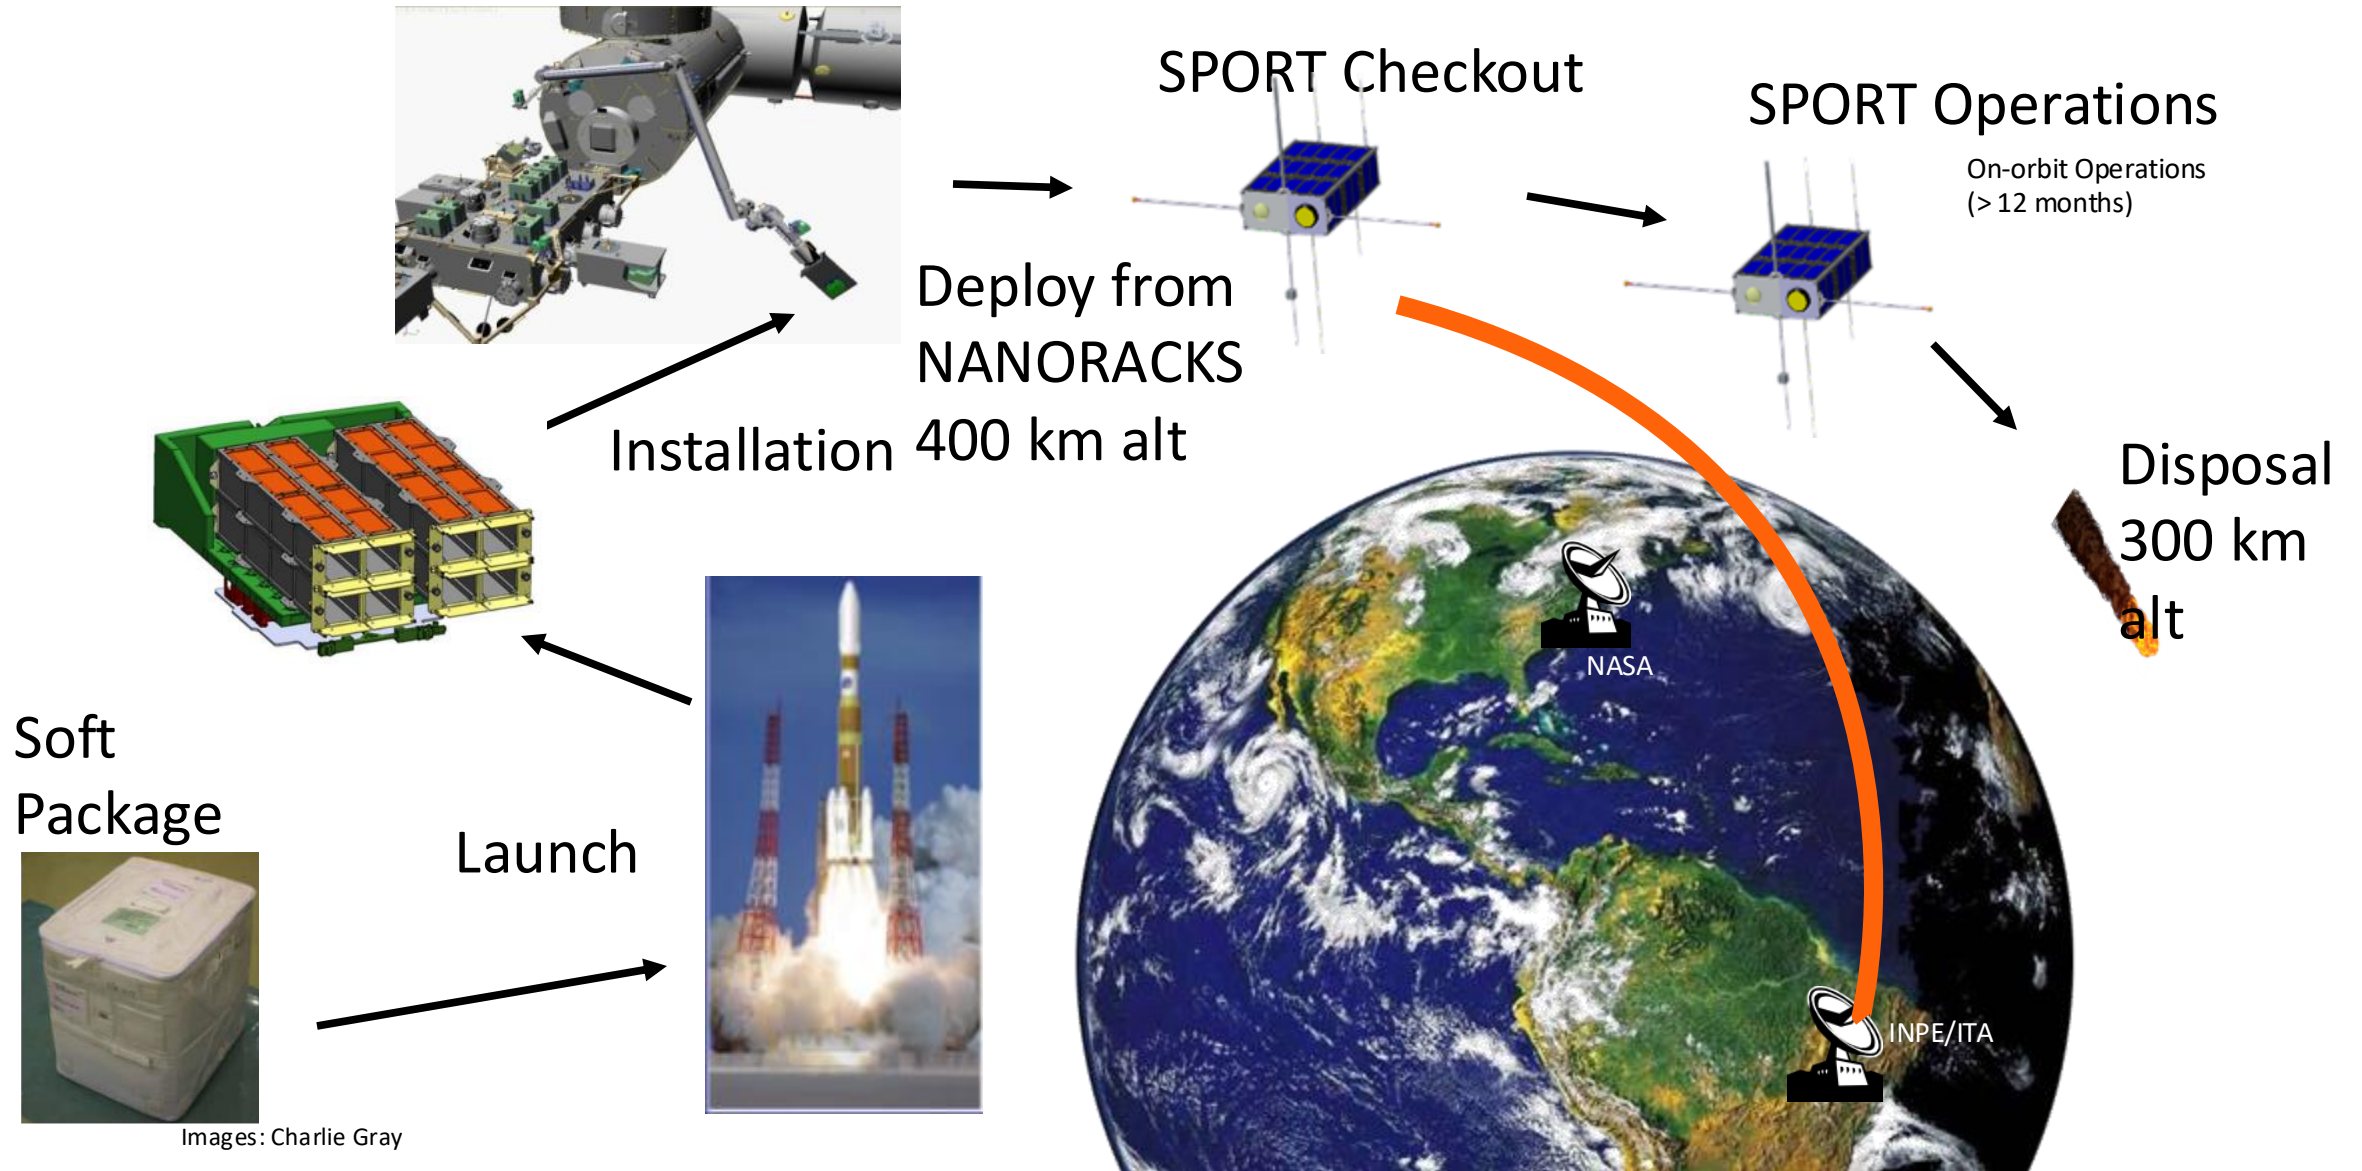 SPORT Checkout
SPORT Operations
On-orbit Operations
(> 12 months)
Deploy from
NANORACKS
400 km alt
Installation
Disposal
300 km
alt
NASA
Soft
Package
Launch
INPE/ITA
Images: Charlie Gray